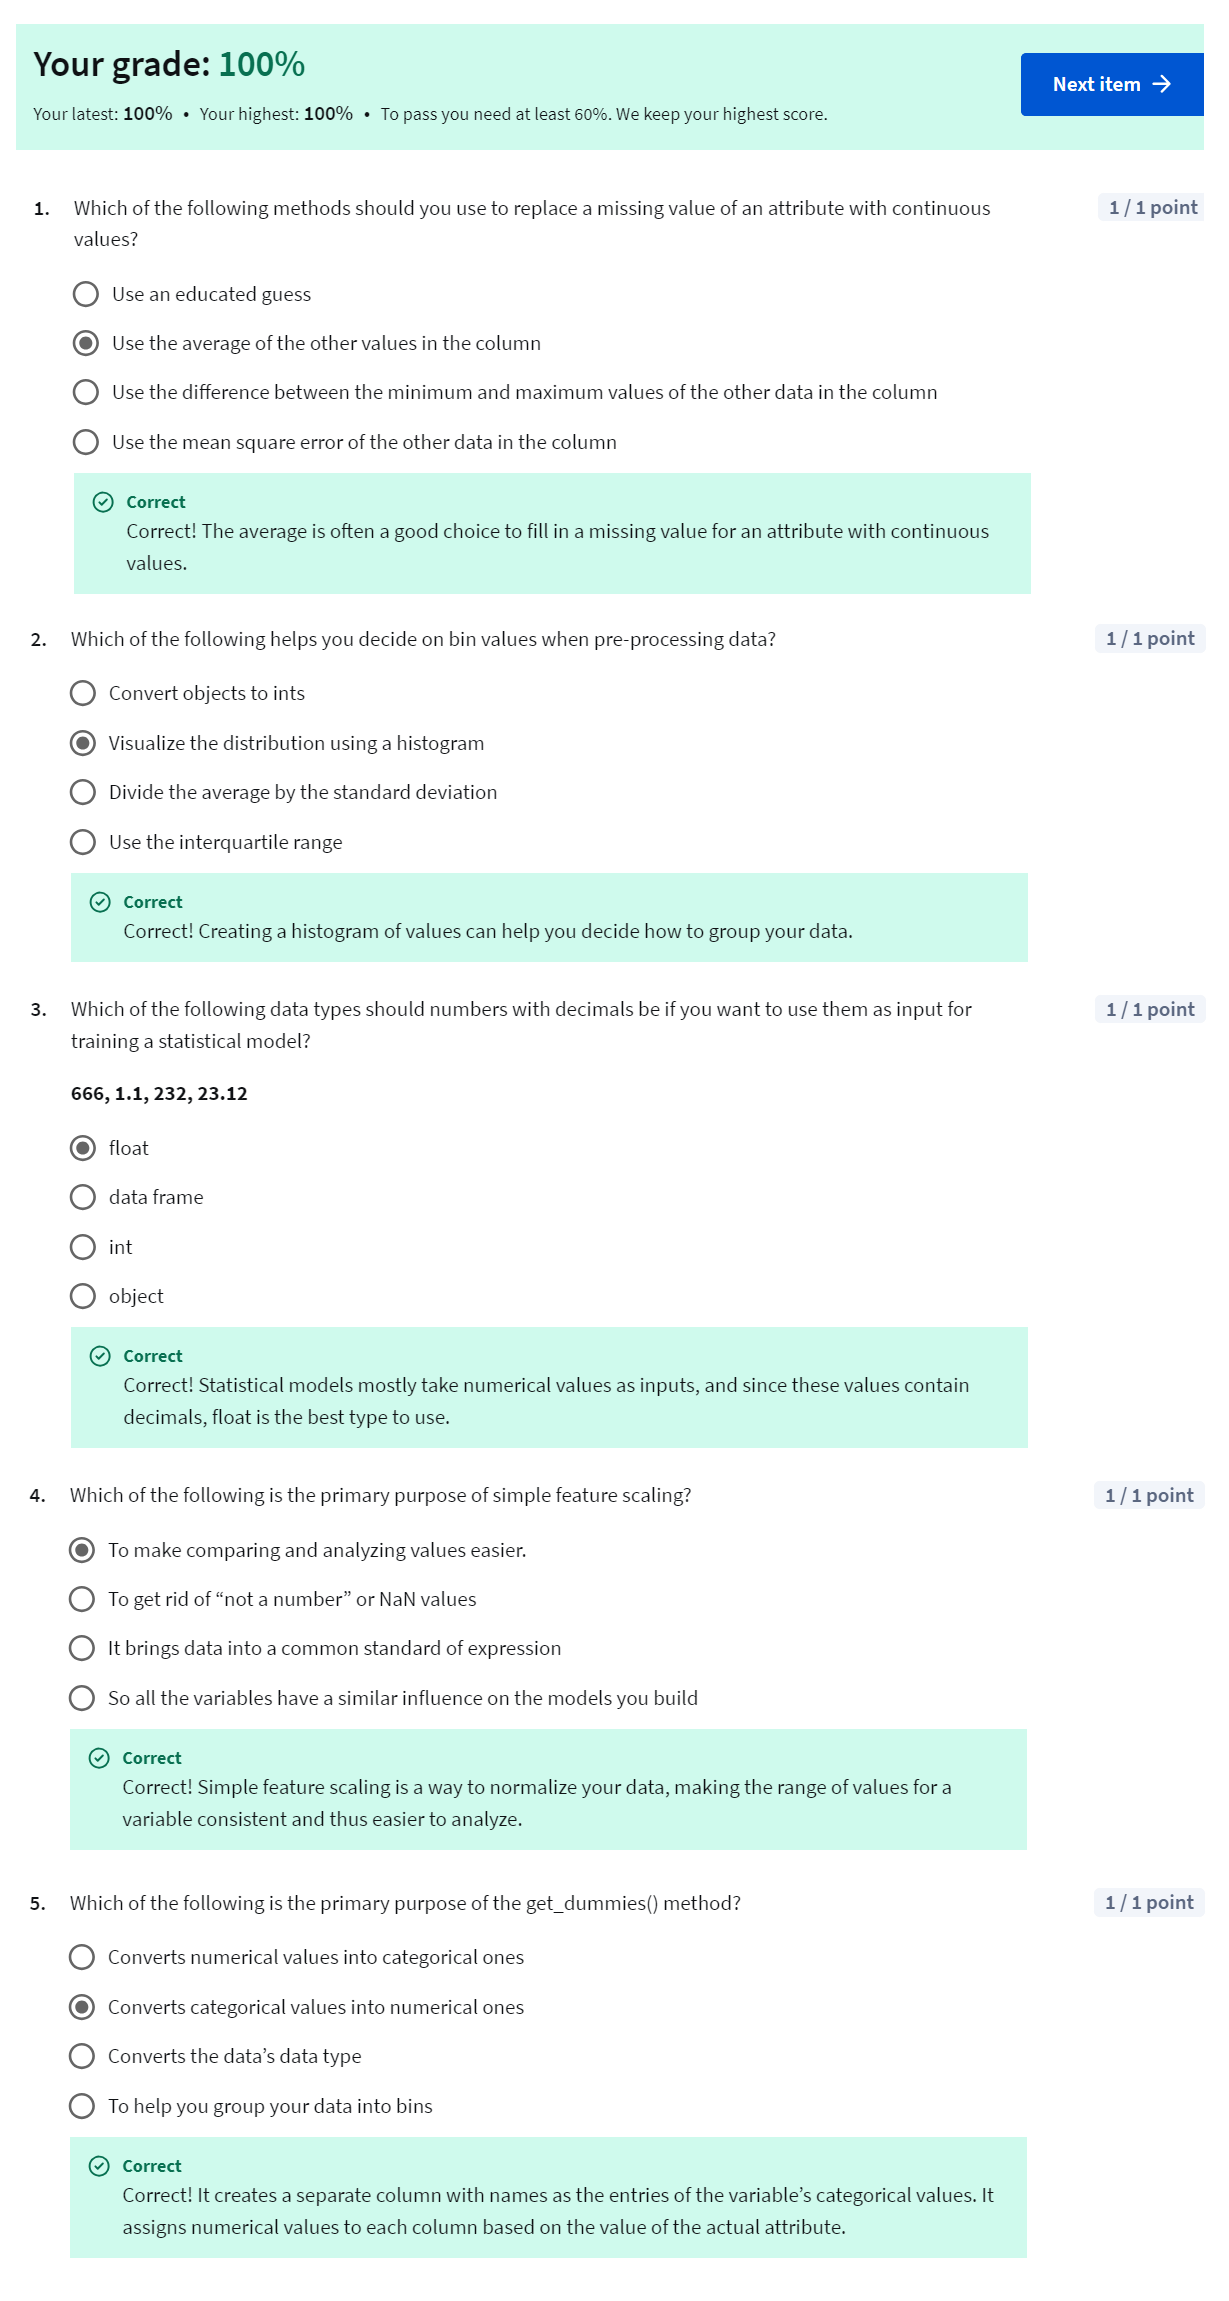 Your grade: 100%
Next item →
Your latest: 100% • Your highest: 100% • To pass you need at least 60%. We keep your highest score.
1. Which of the following methods should you use to replace a missing value of an attribute with continuous
values?
1 / 1 point
Use an educated guess
Use the average of the other values in the column
Use the difference between the minimum and maximum values of the other data in the column
Use the mean square error of the other data in the column
Correct
Correct! The average is often a good choice to fill in a missing value for an attribute with continuous
values.
2. Which of the following helps you decide on bin values when pre-processing data?
1 / 1 point
Convert objects to ints
Visualize the distribution using a histogram
Divide the average by the standard deviation
Use the interquartile range
Correct
Correct! Creating a histogram of values can help you decide how to group your data.
3. Which of the following data types should numbers with decimals be if you want to use them as input for
training a statistical model?
1 / 1 point
666, 1.1, 232, 23.12
float
data frame
int
object
Correct
Correct! Statistical models mostly take numerical values as inputs, and since these values contain
decimals, float is the best type to use.
4. Which of the following is the primary purpose of simple feature scaling?
1 / 1 point
To make comparing and analyzing values easier.
To get rid of “not a number” or NaN values
It brings data into a common standard of expression
So all the variables have a similar influence on the models you build
Correct
Correct! Simple feature scaling is a way to normalize your data, making the range of values for a
variable consistent and thus easier to analyze.
5. Which of the following is the primary purpose of the get_dummies() method?
1 / 1 point
Converts numerical values into categorical ones
Converts categorical values into numerical ones
Converts the data’s data type
To help you group your data into bins
Correct
Correct! It creates a separate column with names as the entries of the variable’s categorical values. It
assigns numerical values to each column based on the value of the actual attribute.